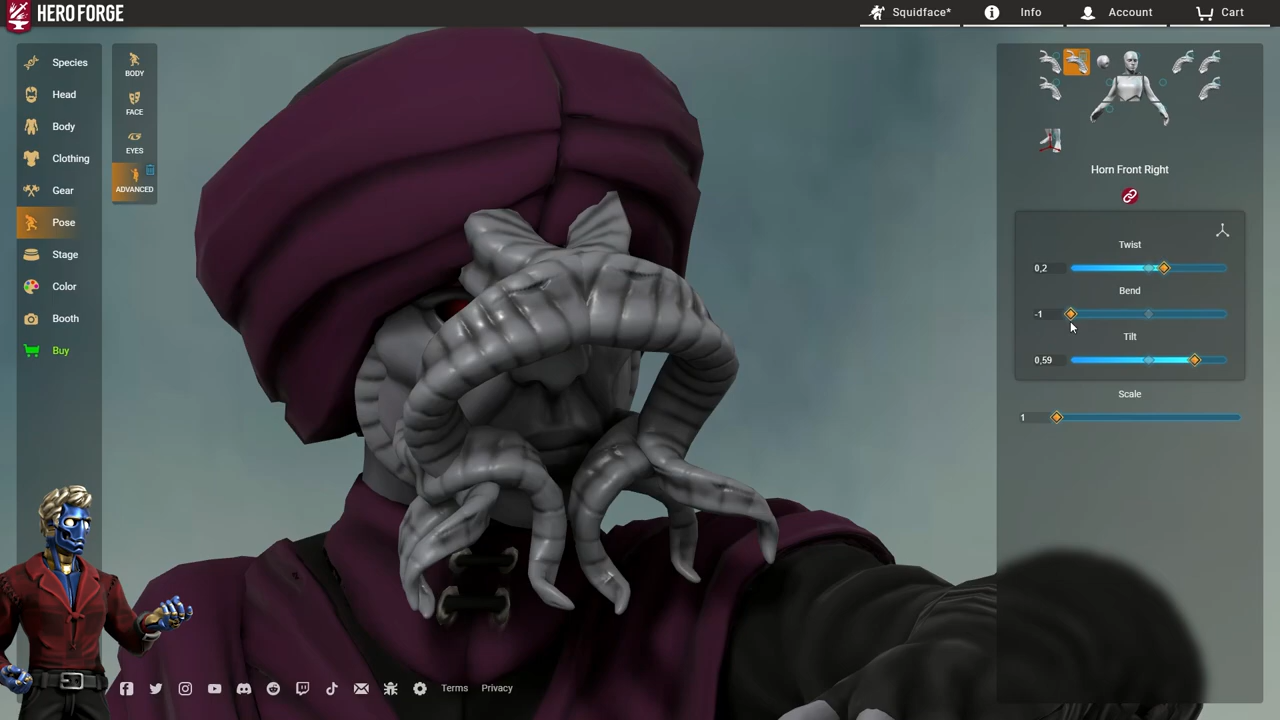 HERO FORGE
Squidface*
Info
Account
Cart
Species
Head
Body
Clothing
Gear
Pose
Stage
Color
Booth
Buy
BODY
FACE
EYES
ADVANCED
Horn Front Right
Twist
0,2
Bend
-1
Tilt
0,59
Scale
1
Terms
Privacy